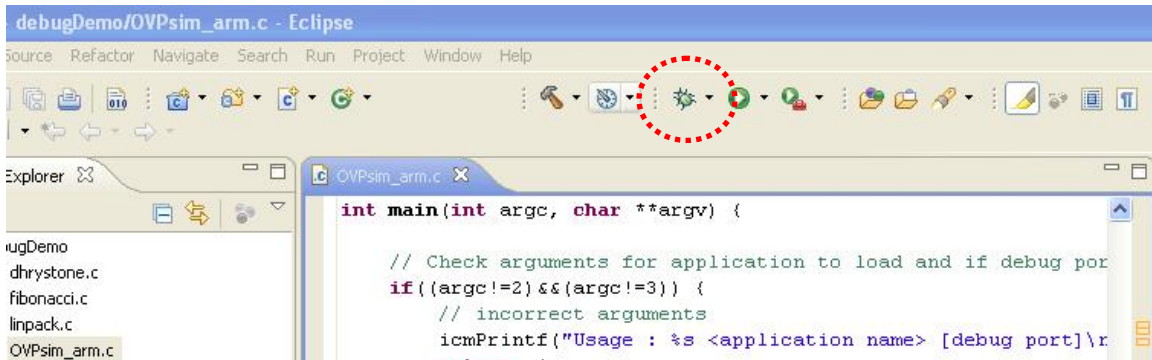 debugDemo/OVPsim_arm.c - Eclipse
Source Refactor Navigate Search Run Project Window Help
010
Explorer
OVPsim_arm.c
int main(int argc, char **argv) {
ugDemo
// Check arguments for application to load and if debug por
dhrystone.c
if((argc!=2)&&(argc!=3)) {
fibonacci.c
// incorrect arguments
linpack.c
icmPrintf("Usage : %s <application name> [debug port]\r
OVPsim_arm.c